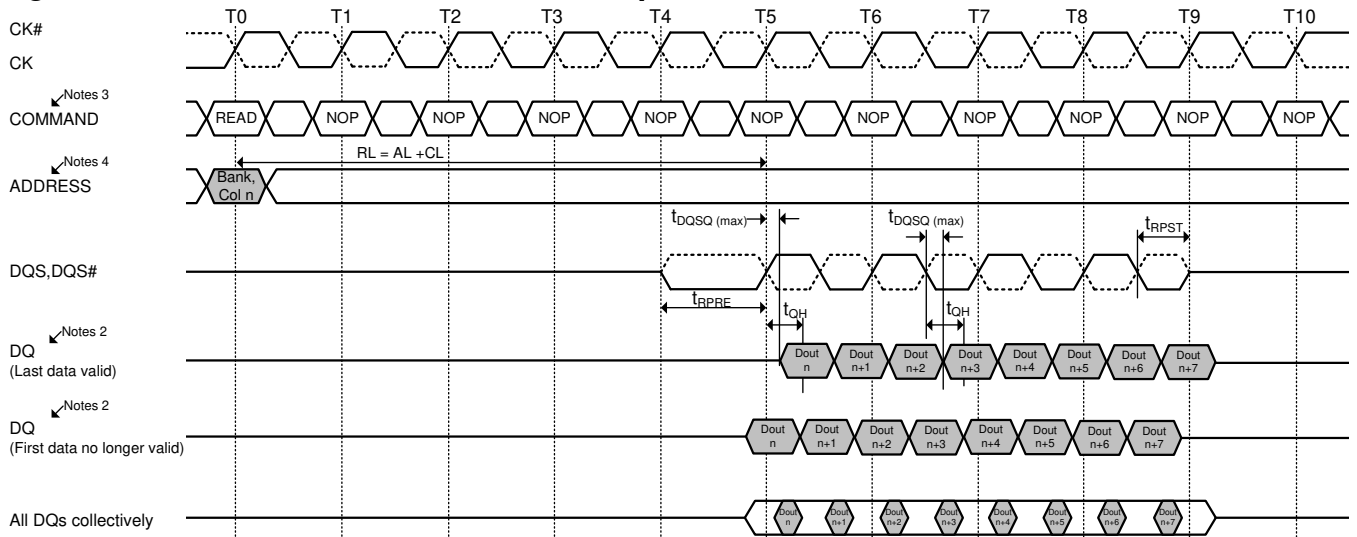 T0 T1 T2 T3 T4 T5 T6 T7 T8 T9 T10
CK#
CK
Notes 3
COMMAND
READ NOP NOP NOP NOP NOP NOP NOP NOP NOP NOP
RL = AL +CL
Notes 4
ADDRESS
Bank,
Col n
tDQSQ (max)
tDQSQ (max)
tRPST
DQS,DQS#
tRPRE
tQH
tQH
Notes 2
DQ
(Last data valid)
Dout Dout Dout Dout Dout Dout Dout Dout
n n+1 n+2 n+3 n+4 n+5 n+6 n+7
Notes 2
DQ
(First data no longer valid)
Dout Dout Dout Dout Dout Dout Dout Dout
n n+1 n+2 n+3 n+4 n+5 n+6 n+7
All DQs collectively
Dout Dout Dout Dout Dout Dout Dout Dout
n n+1 n+2 n+3 n+4 n+5 n+6 n+7